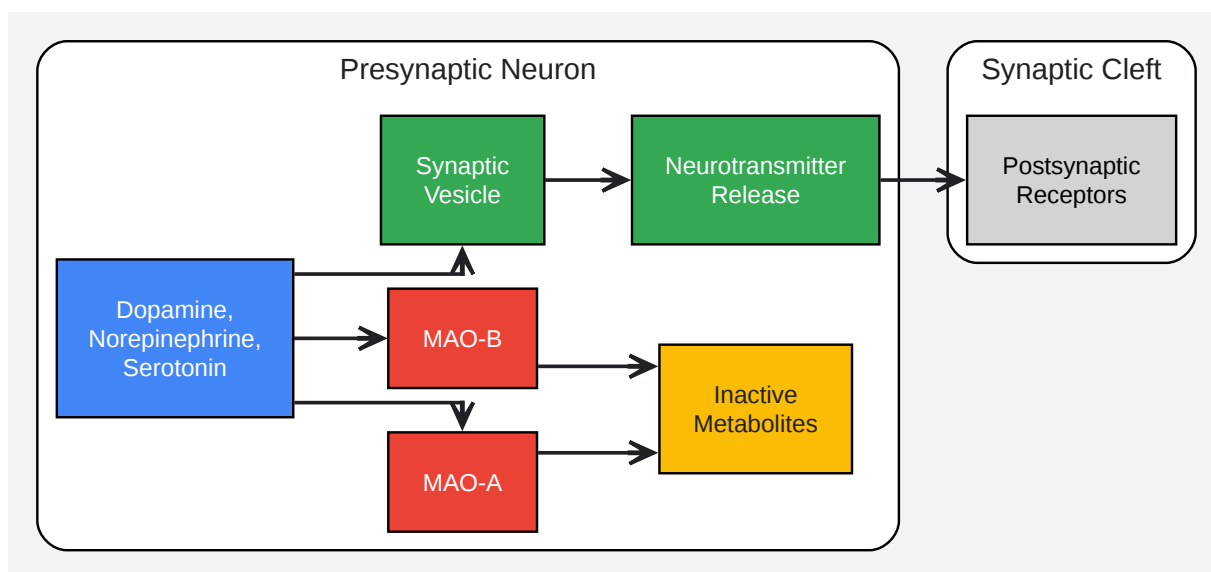 Presynaptic Neuron
Synaptic Cleft
Synaptic
Vesicle
Neurotransmitter
Release
Postsynaptic
Receptors
Dopamine,
Norepinephrine,
Serotonin
MAO-B
Inactive
Metabolites
MAO-A